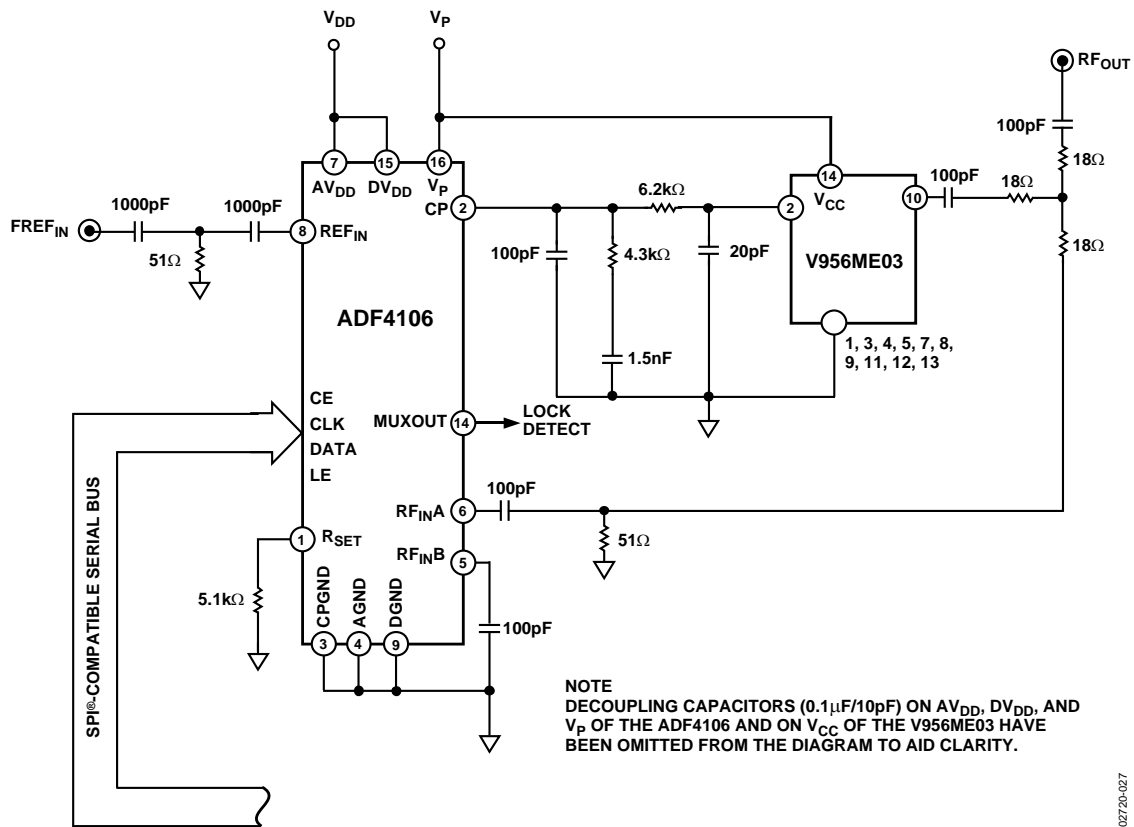 V_DD
V_P
RF_OUT
100pF
18Ω
7
15
16
AV_DD
DV_DD
V_P
14
V_CC
6.2kΩ
100pF
18Ω
CP
2
2
10
1000pF
1000pF
FREF_IN
8
REF_IN
18Ω
51Ω
100pF
4.3kΩ
20pF
V956ME03
ADF4106
1, 3, 4, 5, 7, 8,
9, 11, 12, 13
1.5nF
CE
CLK
DATA
LE
MUXOUT
14
LOCK
DETECT
100pF
RF_INA
6
51Ω
1
R_SET
RF_INB
5
5.1kΩ
CPGND
AGND
DGND
3
4
9
100pF
SPI®-COMPATIBLE SERIAL BUS
NOTE
DECOUPLING CAPACITORS (0.1μF/10pF) ON AV_DD, DV_DD, AND
V_P OF THE ADF4106 AND ON V_CC OF THE V956ME03 HAVE
BEEN OMITTED FROM THE DIAGRAM TO AID CLARITY.
02720-027